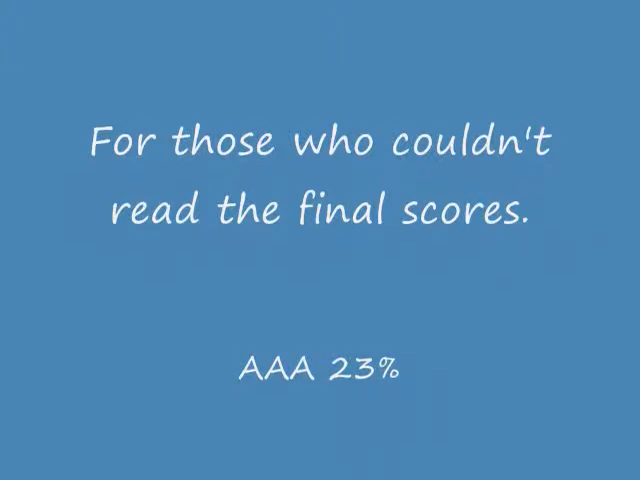 For those who couldn't
read the final scores.
AAA 23%